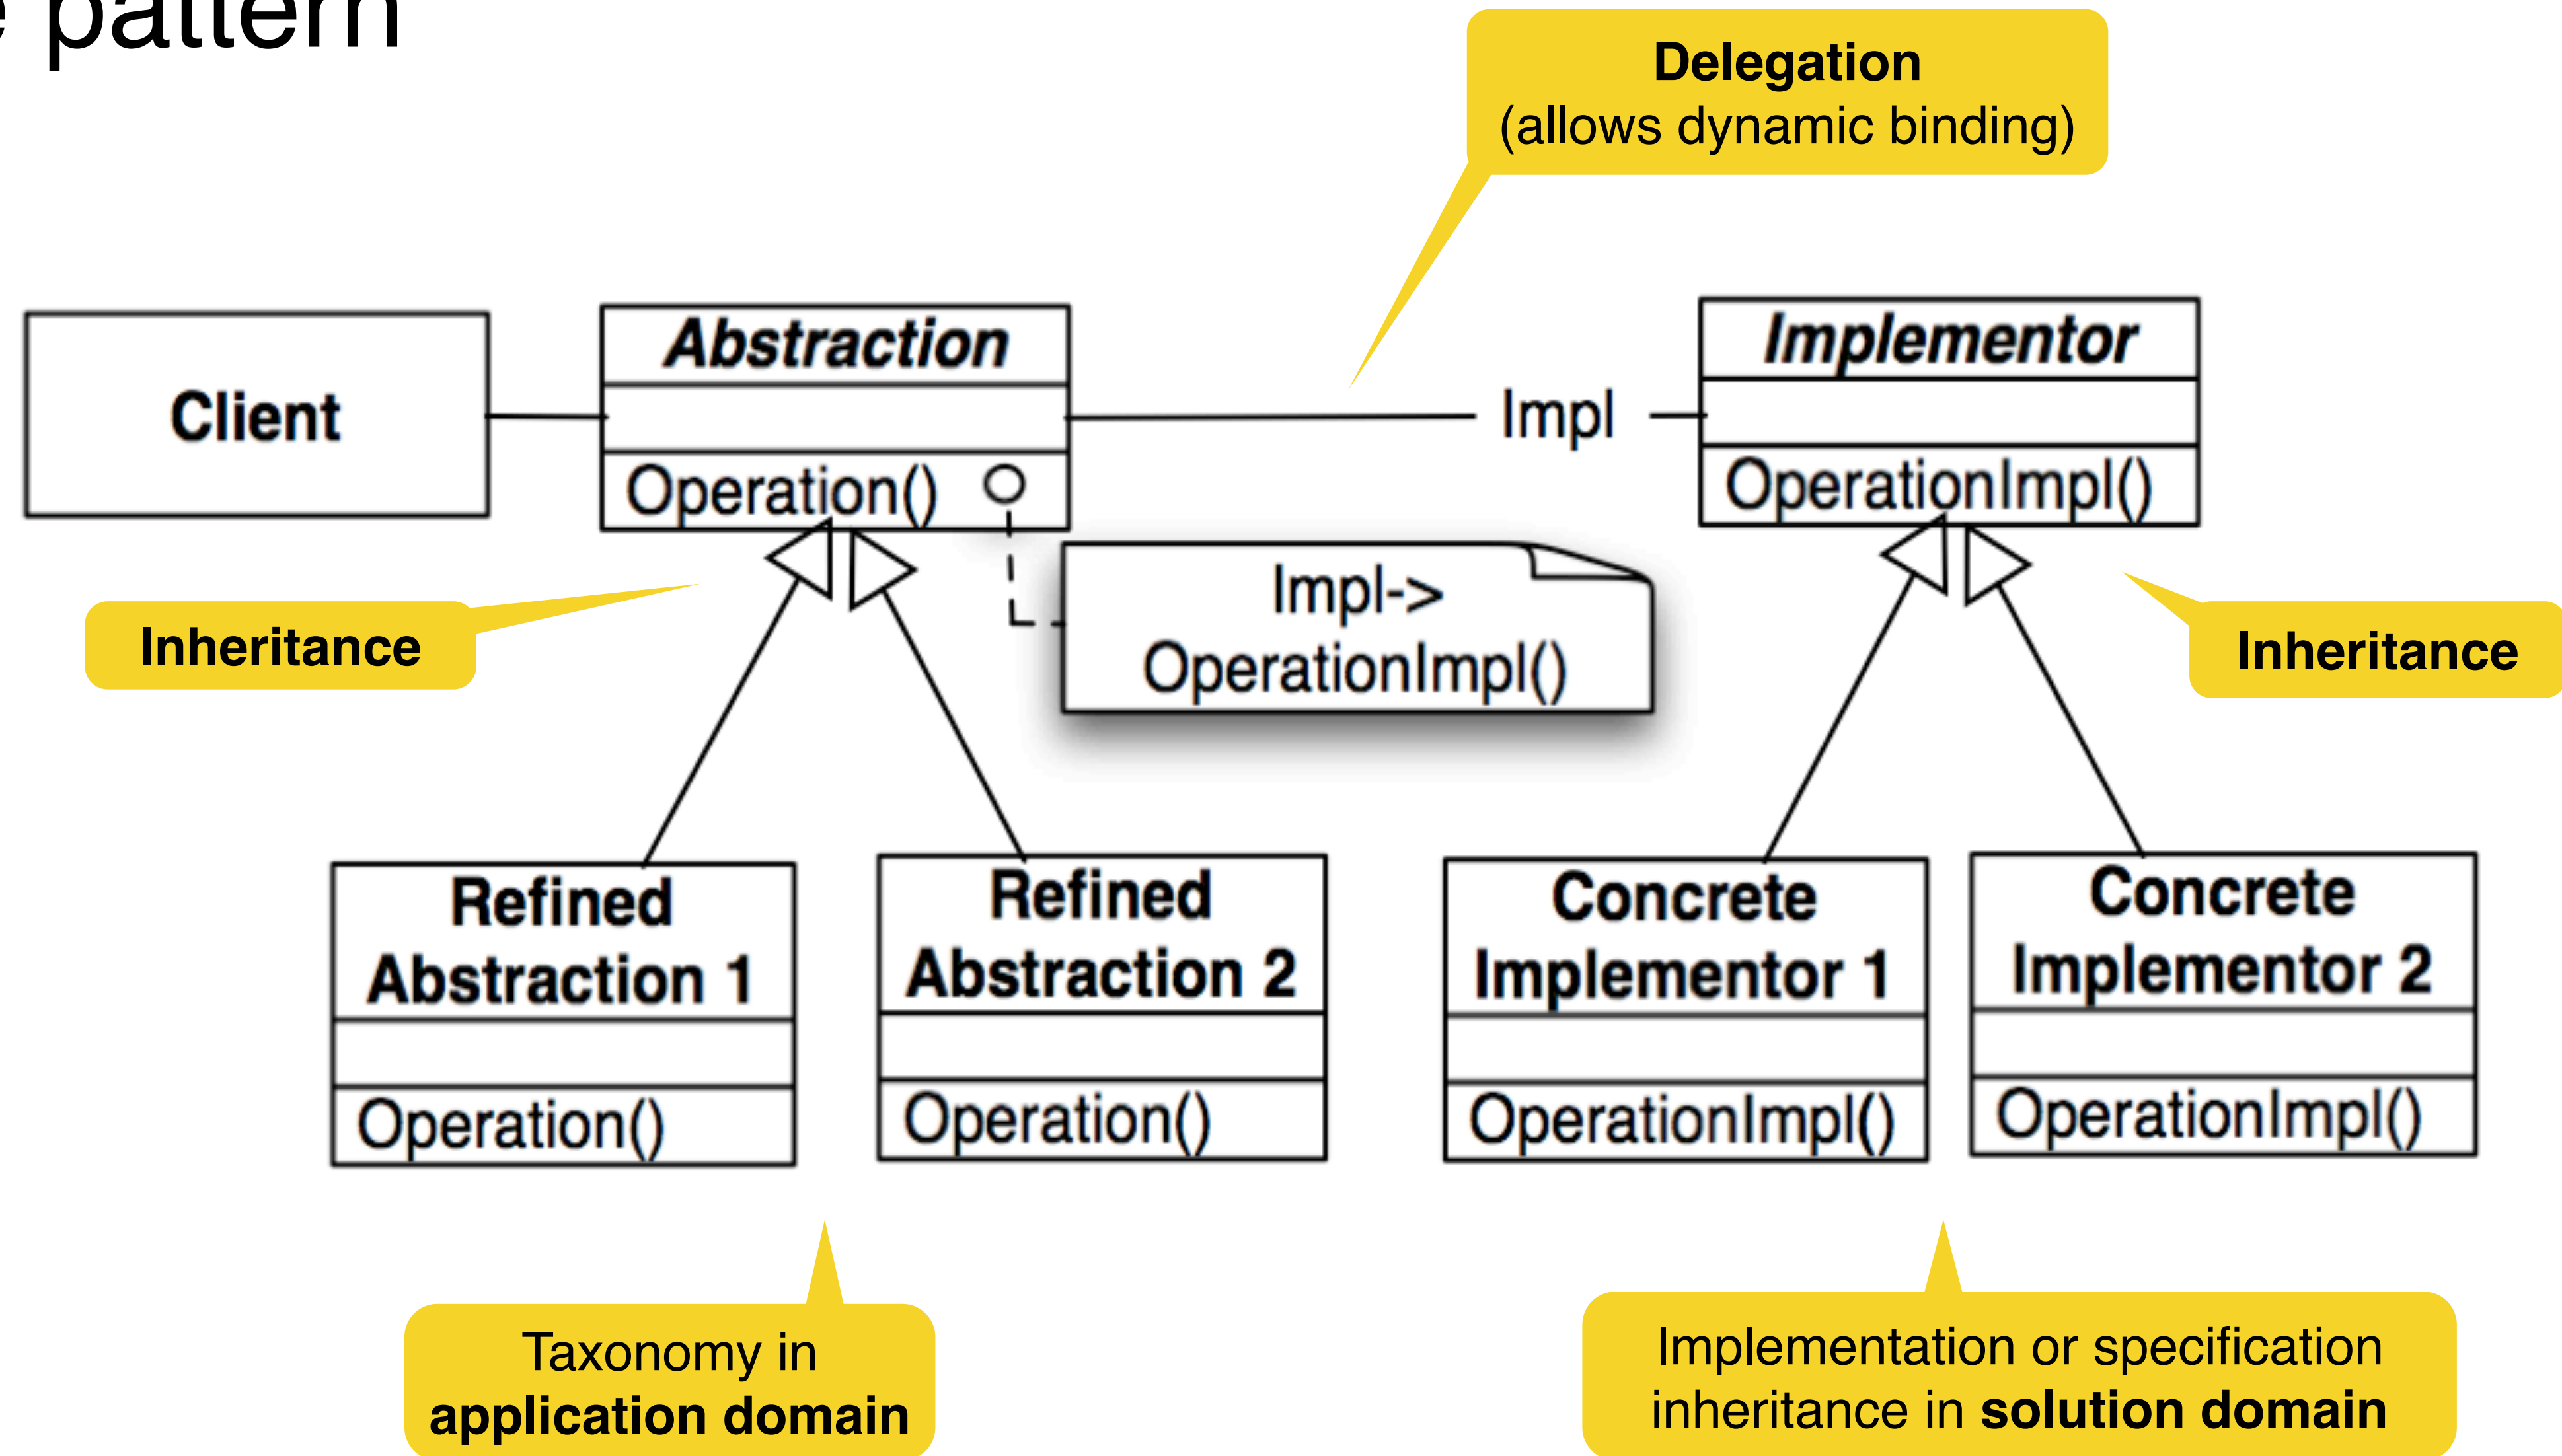 pattern
Delegation
(allows dynamic binding)
Client
Abstraction
Operation()
Impl
Implementor
OperationImpl()
Impl->
OperationImpl()
Inheritance
Inheritance
Refined
Abstraction 1
Operation()
Refined
Abstraction 2
Operation()
Concrete
Implementor 1
OperationImpl()
Concrete
Implementor 2
OperationImpl()
Taxonomy in
application domain
Implementation or specification
inheritance in solution domain